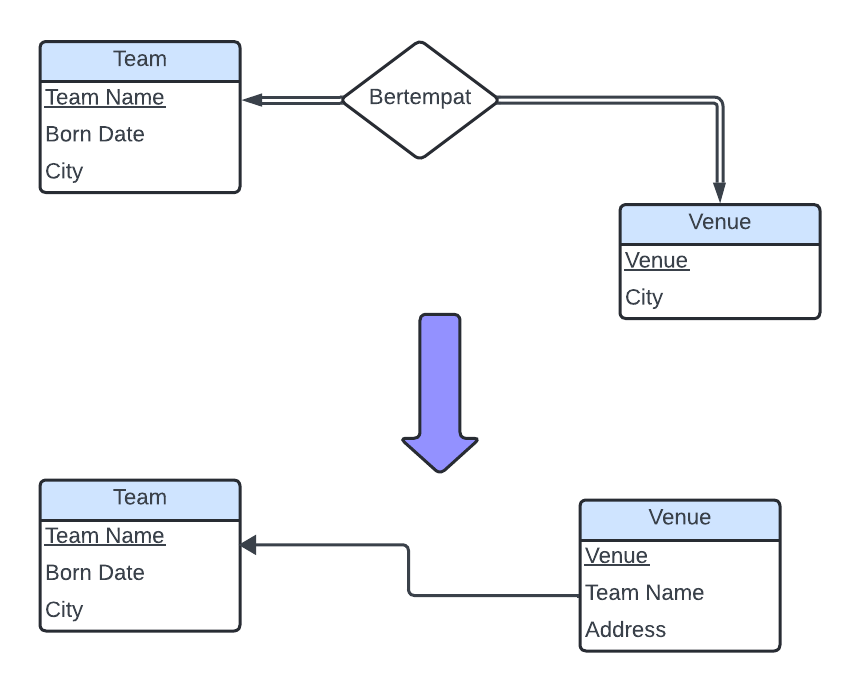 Team
Team Name
Born Date
City
Bertempat
Venue
Venue
City
Team
Team Name
Born Date
City
Venue
Venue
Team Name
Address